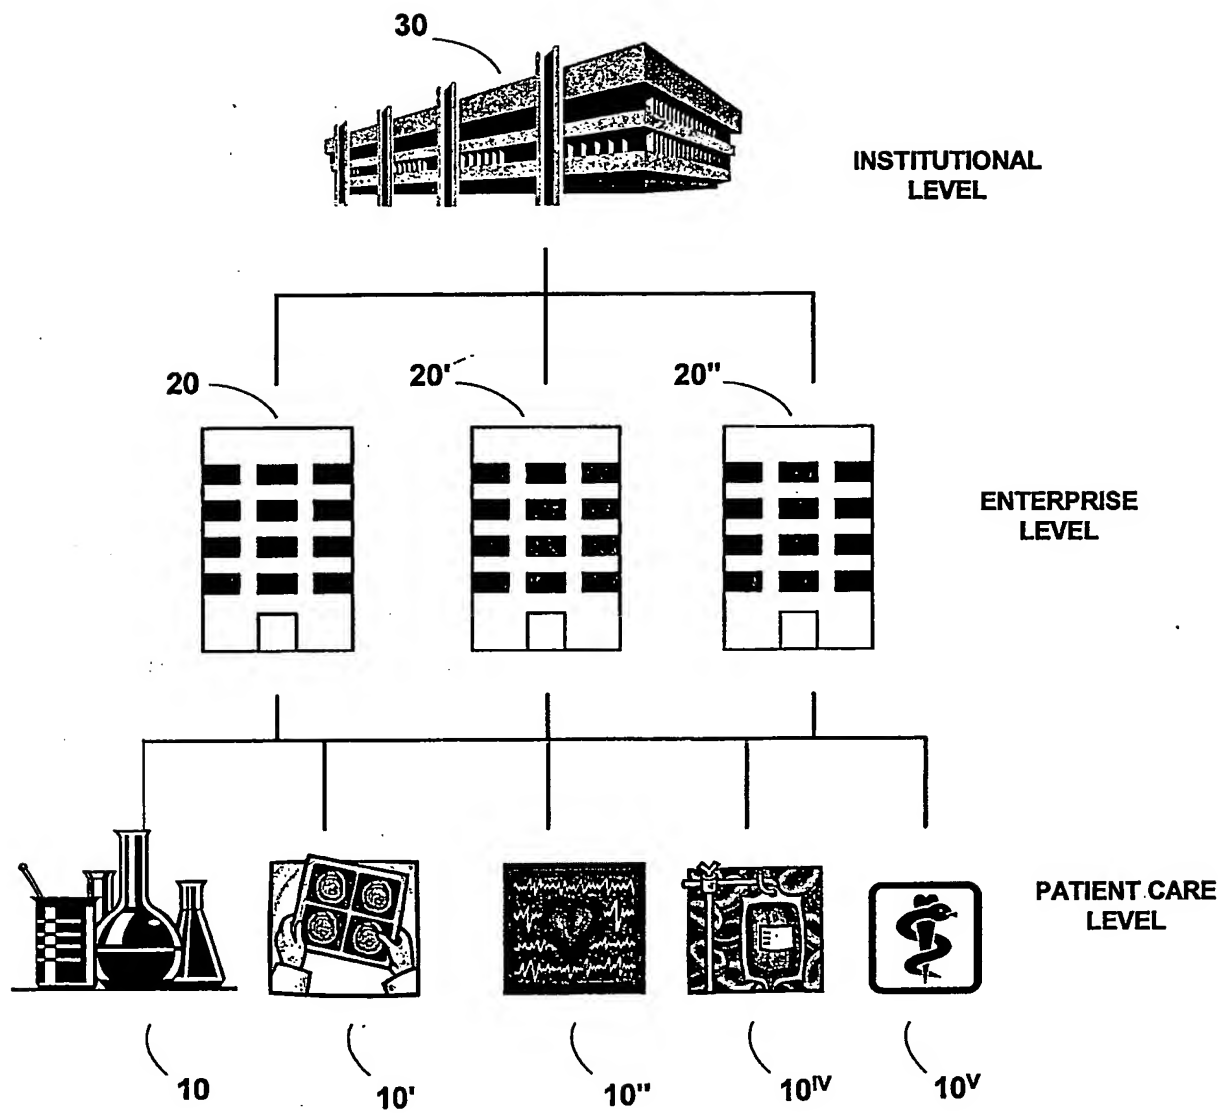 30
INSTITUTIONAL
LEVEL
20
20'
20"
ENTERPRISE
LEVEL
PATIENT CARE
LEVEL
10
10'
10"
10IV
10V